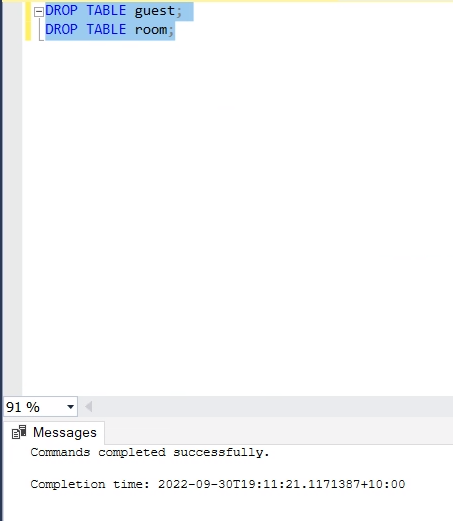 DROP TABLE guest;
DROP TABLE room;
91 %
Messages
Commands completed successfully.
Completion time: 2022-09-30T19:11:21.1171387+10:00